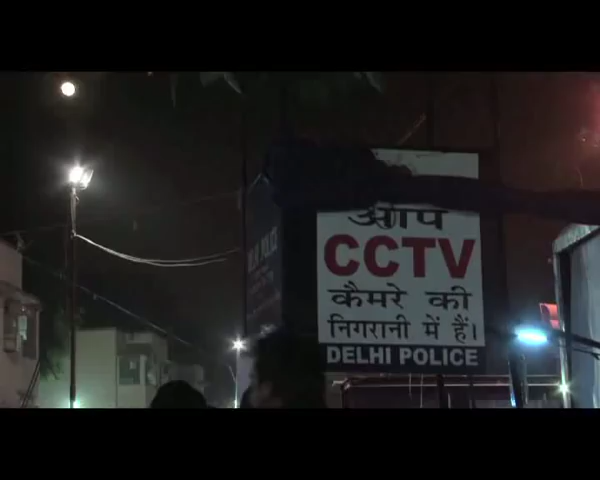 आप
CCTV
कैमरे की
निगरानी में हैं।
DELHI POLICE